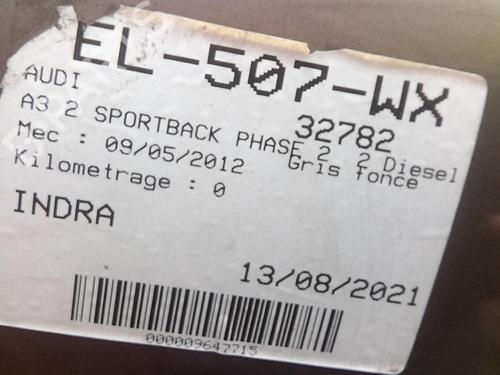 EL-507-WX
AUDI
32782
A3 2 SPORTBACK PHASE 2 2 Diesel
Mec : 09/05/2012
Gris fonce
Kilometrage : 0
INDRA
13/08/2021
000009647715